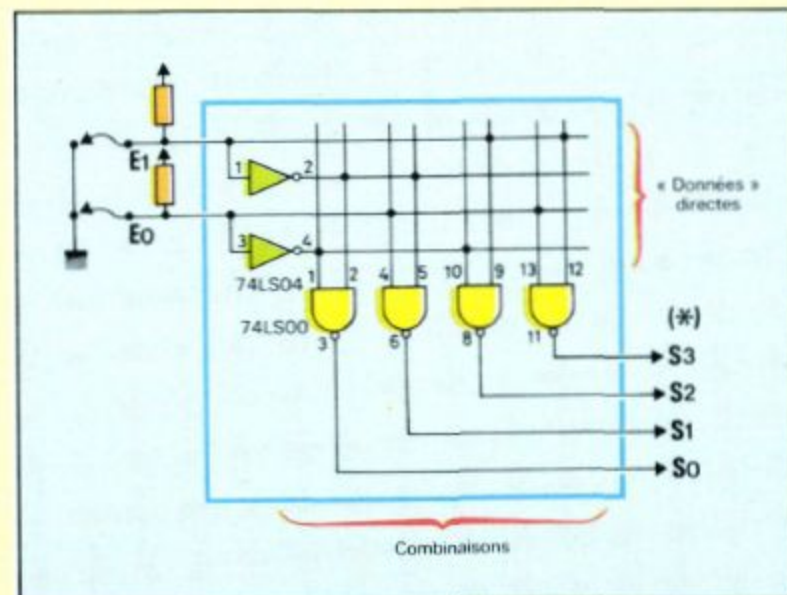 E1
1
2
« Données »
directes
E0
3
4
74LS04
1
2
4
5
10
9
13
12
74LS00
3
6
8
11
(*)
S3
S2
S1
S0
Combinaisons